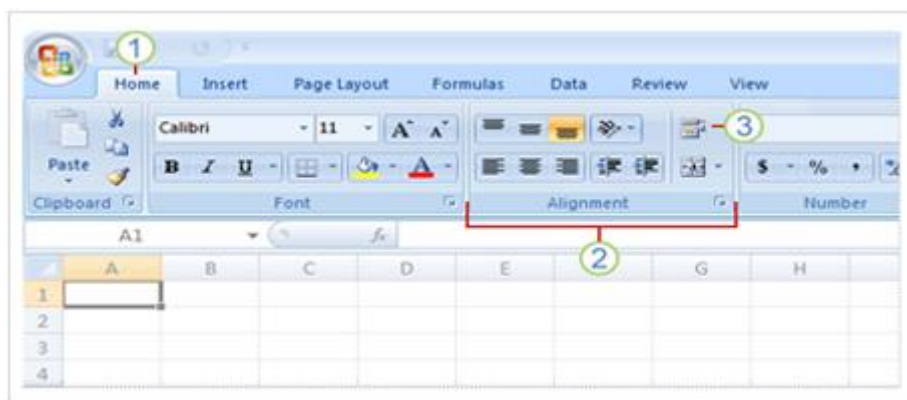 1
Home Insert Page Layout Formulas Data Review View
Calibri 11 A A 3
Paste B I U A $ % ,
Clipboard Font Alignment Number
A1 fx
2
A B C D E G H
1
2
3
4